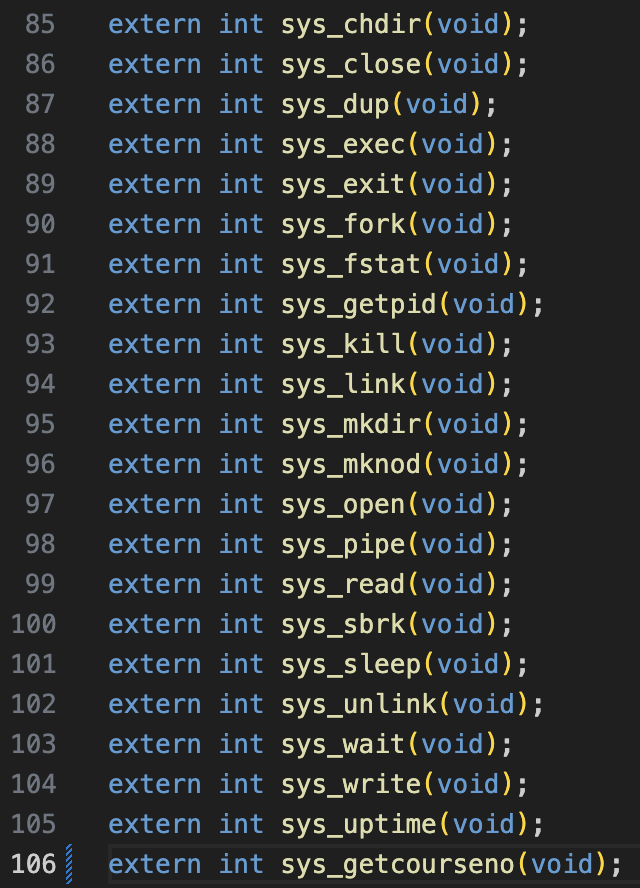 85 extern int sys_chdir(void);
86 extern int sys_close(void);
87 extern int sys_dup(void);
88 extern int sys_exec(void);
89 extern int sys_exit(void);
90 extern int sys_fork(void);
91 extern int sys_fstat(void);
92 extern int sys_getpid(void);
93 extern int sys_kill(void);
94 extern int sys_link(void);
95 extern int sys_mkdir(void);
96 extern int sys_mknod(void);
97 extern int sys_open(void);
98 extern int sys_pipe(void);
99 extern int sys_read(void);
100 extern int sys_sbrk(void);
101 extern int sys_sleep(void);
102 extern int sys_unlink(void);
103 extern int sys_wait(void);
104 extern int sys_write(void);
105 extern int sys_uptime(void);
106 extern int sys_getcourseno(void);